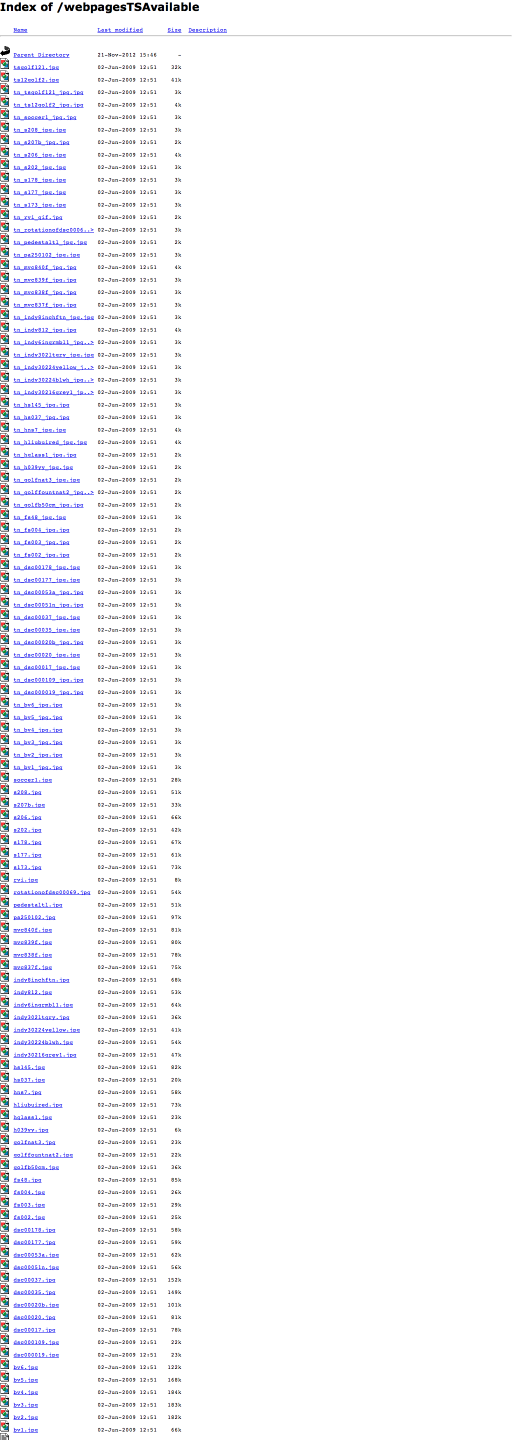 Index of /webpagesTSAvailable
Name Last modified Size Description
Parent Directory 21-Nov-2012 15:46 -
tsgolf121.jpg 02-Jun-2009 12:51 32k
ts12golf2.jpg 02-Jun-2009 12:51 41k
tn_tsgolf121_jpg.jpg 02-Jun-2009 12:51 3k
tn_ts12golf2_jpg.jpg 02-Jun-2009 12:51 4k
tn_soccer1_jpg.jpg 02-Jun-2009 12:51 3k
tn_s208_jpg.jpg 02-Jun-2009 12:51 3k
tn_s207b_jpg.jpg 02-Jun-2009 12:51 2k
tn_s206_jpg.jpg 02-Jun-2009 12:51 4k
tn_s202_jpg.jpg 02-Jun-2009 12:51 3k
tn_s178_jpg.jpg 02-Jun-2009 12:51 3k
tn_s177_jpg.jpg 02-Jun-2009 12:51 3k
tn_s173_jpg.jpg 02-Jun-2009 12:51 3k
tn_rvi_gif.jpg 02-Jun-2009 12:51 2k
tn_rotationofdsc0006..> 02-Jun-2009 12:51 3k
tn_pedestalt1_jpg.jpg 02-Jun-2009 12:51 2k
tn_pa250102_jpg.jpg 02-Jun-2009 12:51 3k
tn_mvc840f_jpg.jpg 02-Jun-2009 12:51 4k
tn_mvc839f_jpg.jpg 02-Jun-2009 12:51 3k
tn_mvc838f_jpg.jpg 02-Jun-2009 12:51 3k
tn_mvc837f_jpg.jpg 02-Jun-2009 12:51 3k
tn_indy8inchftn_jpg.jpg 02-Jun-2009 12:51 3k
tn_indy812_jpg.jpg 02-Jun-2009 12:51 4k
tn_indy6ingrmbl1_jpg..> 02-Jun-2009 12:51 3k
tn_indy3021tgry_jpg.jpg 02-Jun-2009 12:51 3k
tn_indy30224yellow_j..> 02-Jun-2009 12:51 3k
tn_indy30224blwh_jpg..> 02-Jun-2009 12:51 3k
tn_indy30216grey1_jp..> 02-Jun-2009 12:51 3k
tn_hs145_jpg.jpg 02-Jun-2009 12:51 3k
tn_hs037_jpg.jpg 02-Jun-2009 12:51 3k
tn_hns7_jpg.jpg 02-Jun-2009 12:51 4k
tn_hliubuired_jpg.jpg 02-Jun-2009 12:51 4k
tn_hglass1_jpg.jpg 02-Jun-2009 12:51 2k
tn_h039vv_jpg.jpg 02-Jun-2009 12:51 2k
tn_golfnat3_jpg.jpg 02-Jun-2009 12:51 2k
tn_golffountnat2_jpg..> 02-Jun-2009 12:51 2k
tn_golfb50cm_jpg.jpg 02-Jun-2009 12:51 2k
tn_fs48_jpg.jpg 02-Jun-2009 12:51 3k
tn_fs004_jpg.jpg 02-Jun-2009 12:51 2k
tn_fs003_jpg.jpg 02-Jun-2009 12:51 2k
tn_fs002_jpg.jpg 02-Jun-2009 12:51 2k
tn_dsc00178_jpg.jpg 02-Jun-2009 12:51 3k
tn_dsc00177_jpg.jpg 02-Jun-2009 12:51 3k
tn_dsc00053a_jpg.jpg 02-Jun-2009 12:51 3k
tn_dsc00051n_jpg.jpg 02-Jun-2009 12:51 3k
tn_dsc00037_jpg.jpg 02-Jun-2009 12:51 3k
tn_dsc00035_jpg.jpg 02-Jun-2009 12:51 3k
tn_dsc00020b_jpg.jpg 02-Jun-2009 12:51 3k
tn_dsc00020_jpg.jpg 02-Jun-2009 12:51 3k
tn_dsc00017_jpg.jpg 02-Jun-2009 12:51 3k
tn_dsc000109_jpg.jpg 02-Jun-2009 12:51 3k
tn_dsc000019_jpg.jpg 02-Jun-2009 12:51 3k
tn_bv6_jpg.jpg 02-Jun-2009 12:51 3k
tn_bv5_jpg.jpg 02-Jun-2009 12:51 3k
tn_bv4_jpg.jpg 02-Jun-2009 12:51 3k
tn_bv3_jpg.jpg 02-Jun-2009 12:51 3k
tn_bv2_jpg.jpg 02-Jun-2009 12:51 3k
tn_bv1_jpg.jpg 02-Jun-2009 12:51 3k
soccer1.jpg 02-Jun-2009 12:51 28k
s208.jpg 02-Jun-2009 12:51 51k
s207b.jpg 02-Jun-2009 12:51 33k
s206.jpg 02-Jun-2009 12:51 66k
s202.jpg 02-Jun-2009 12:51 42k
s178.jpg 02-Jun-2009 12:51 67k
s177.jpg 02-Jun-2009 12:51 61k
s173.jpg 02-Jun-2009 12:51 73k
rvi.jpg 02-Jun-2009 12:51 8k
rotationofdsc00069.jpg 02-Jun-2009 12:51 54k
pedestalt1.jpg 02-Jun-2009 12:51 51k
pa250102.jpg 02-Jun-2009 12:51 97k
mvc840f.jpg 02-Jun-2009 12:51 81k
mvc839f.jpg 02-Jun-2009 12:51 80k
mvc838f.jpg 02-Jun-2009 12:51 78k
mvc837f.jpg 02-Jun-2009 12:51 75k
indy8inchftn.jpg 02-Jun-2009 12:51 68k
indy812.jpg 02-Jun-2009 12:51 53k
indy6ingrmbl1.jpg 02-Jun-2009 12:51 64k
indy3021tgry.jpg 02-Jun-2009 12:51 36k
indy30224yellow.jpg 02-Jun-2009 12:51 41k
indy30224blwh.jpg 02-Jun-2009 12:51 54k
indy30216grey1.jpg 02-Jun-2009 12:51 47k
hs145.jpg 02-Jun-2009 12:51 82k
hs037.jpg 02-Jun-2009 12:51 20k
hns7.jpg 02-Jun-2009 12:51 58k
hliubuired.jpg 02-Jun-2009 12:51 73k
hglass1.jpg 02-Jun-2009 12:51 23k
h039vv.jpg 02-Jun-2009 12:51 6k
golfnat3.jpg 02-Jun-2009 12:51 23k
golffountnat2.jpg 02-Jun-2009 12:51 22k
golfb50cm.jpg 02-Jun-2009 12:51 36k
fs48.jpg 02-Jun-2009 12:51 85k
fs004.jpg 02-Jun-2009 12:51 26k
fs003.jpg 02-Jun-2009 12:51 29k
fs002.jpg 02-Jun-2009 12:51 25k
dsc00178.jpg 02-Jun-2009 12:51 58k
dsc00177.jpg 02-Jun-2009 12:51 59k
dsc00053a.jpg 02-Jun-2009 12:51 62k
dsc00051n.jpg 02-Jun-2009 12:51 56k
dsc00037.jpg 02-Jun-2009 12:51 152k
dsc00035.jpg 02-Jun-2009 12:51 149k
dsc00020b.jpg 02-Jun-2009 12:51 101k
dsc00020.jpg 02-Jun-2009 12:51 81k
dsc00017.jpg 02-Jun-2009 12:51 78k
dsc000109.jpg 02-Jun-2009 12:51 22k
dsc000019.jpg 02-Jun-2009 12:51 23k
bv6.jpg 02-Jun-2009 12:51 122k
bv5.jpg 02-Jun-2009 12:51 168k
bv4.jpg 02-Jun-2009 12:51 184k
bv3.jpg 02-Jun-2009 12:51 183k
bv2.jpg 02-Jun-2009 12:51 182k
bv1.jpg 02-Jun-2009 12:51 66k